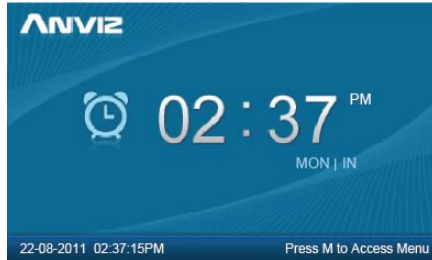 ANVIZ
02:37 PM
MON | IN
22-08-2011 02:37:15PM Press M to Access Menu